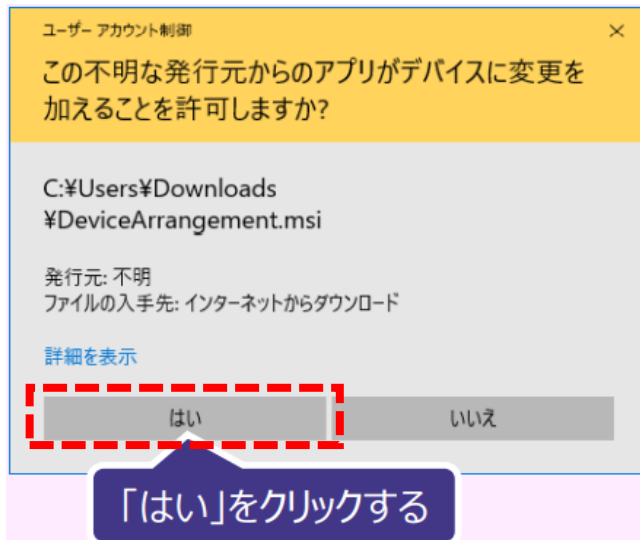 ユーザー アカウント制御
この不明な発行元からのアプリがデバイスに変更を
加えることを許可しますか?
C:¥Users¥Downloads
¥DeviceArrangement.msi
発行元: 不明
ファイルの入手先: インターネットからダウンロード
詳細を表示
はい
いいえ
「はい」をクリックする